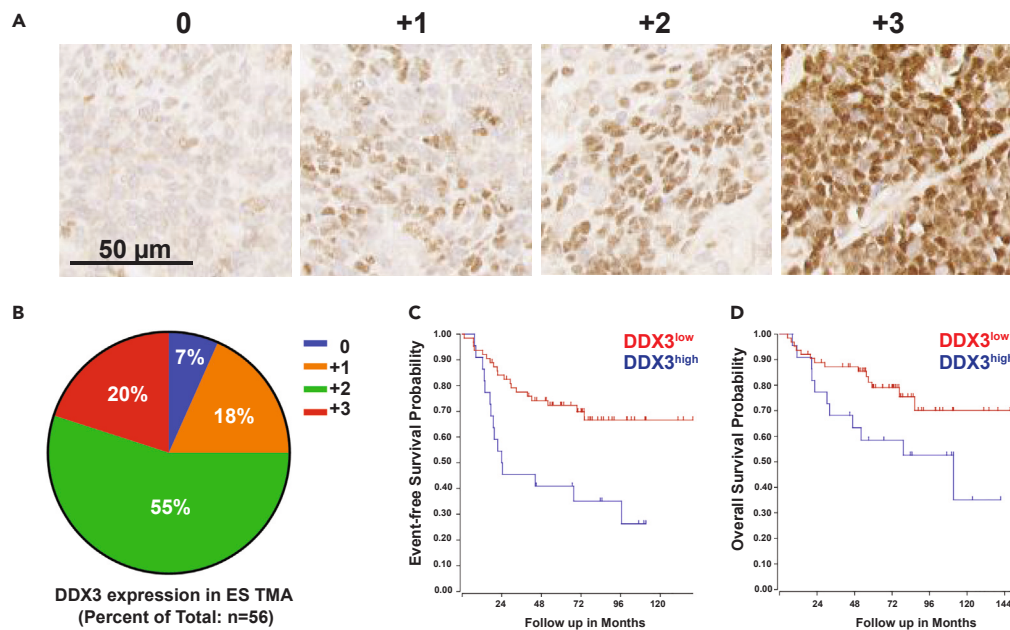 A
0 +1 +2 +3
50 µm
B
7%
18%
55%
20%
0
+1
+2
+3
DDX3 expression in ES TMA
(Percent of Total: n=56)
C
DDX3low
DDX3high
Event-free Survival Probability
1.00
0.90
0.80
0.70
0.60
0.50
0.40
0.30
0.20
0.10
0.00
24 48 72 96 120
Follow up in Months
D
DDX3low
DDX3high
Overall Survival Probability
1.00
0.90
0.80
0.70
0.60
0.50
0.40
0.30
0.20
0.10
0.00
24 48 72 96 120 144
Follow up in Months